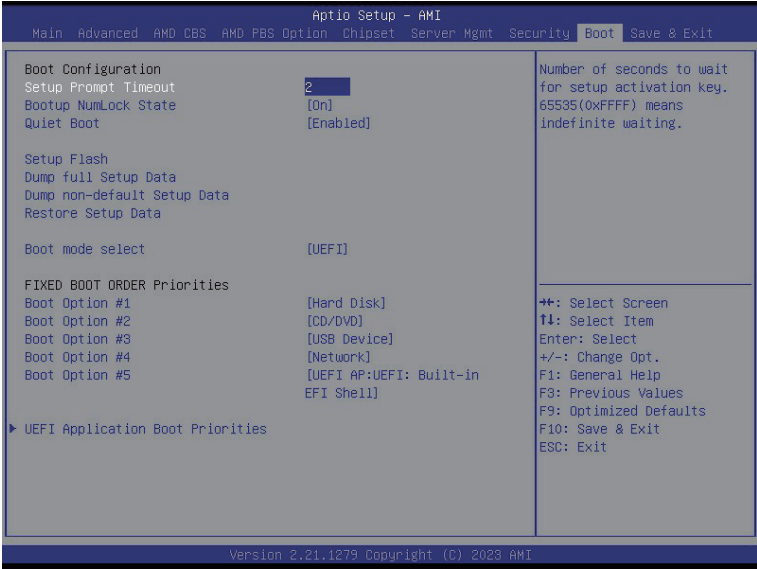 Aptio Setup – AMI
Main Advanced AMD CBS AMD PBS Option Chipset Server Mgmt Security Boot Save & Exit
Boot Configuration
Setup Prompt Timeout 2
Bootup NumLock State [On]
Quiet Boot [Enabled]
Setup Flash
Dump full Setup Data
Dump non-default Setup Data
Restore Setup Data
Boot mode select [UEFI]
FIXED BOOT ORDER Priorities
Boot Option #1 [Hard Disk]
Boot Option #2 [CD/DVD]
Boot Option #3 [USB Device]
Boot Option #4 [Network]
Boot Option #5 [UEFI AP:UEFI: Built-in
EFI Shell]
UEFI Application Boot Priorities
Number of seconds to wait
for setup activation key.
65535(0xFFFF) means
indefinite waiting.
→←: Select Screen
↑↓: Select Item
Enter: Select
+/-: Change Opt.
F1: General Help
F3: Previous Values
F9: Optimized Defaults
F10: Save & Exit
ESC: Exit
Version 2.21.1279 Copyright (C) 2023 AMI